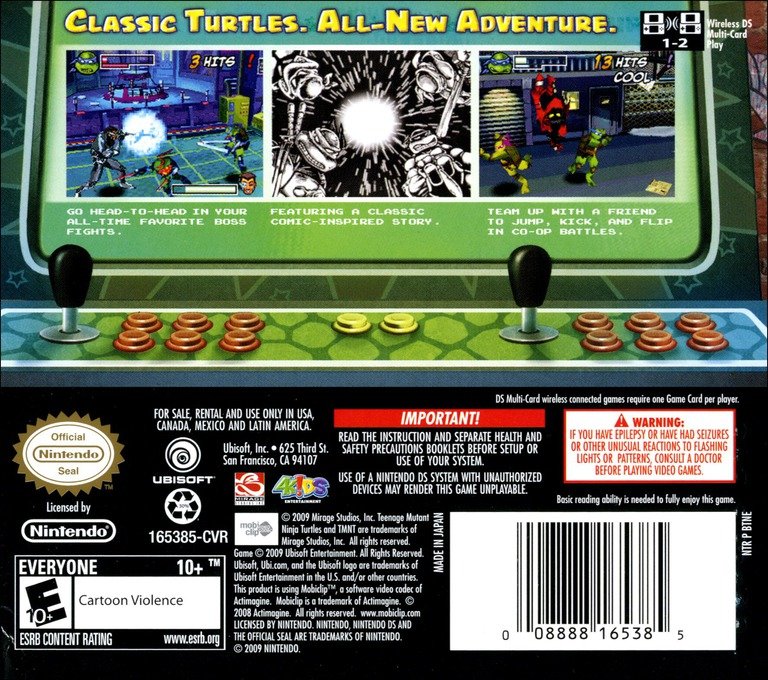 CLASSIC TURTLES. ALL-NEW ADVENTURE.
1-2
Wireless DS
Multi-Card
Play
3 HITS !
13 HITS
COOL
GO HEAD-TO-HEAD IN YOUR
ALL-TIME FAVORITE BOSS
FIGHTS.
FEATURING A CLASSIC
COMIC-INSPIRED STORY.
TEAM UP WITH A FRIEND
TO JUMP, KICK, AND FLIP
IN CO-OP BATTLES.
DS Multi-Card wireless connected games require one Game Card per player.
Official
Nintendo
Seal
TM
Licensed by
Nintendo®
FOR SALE, RENTAL AND USE ONLY IN USA,
CANADA, MEXICO AND LATIN AMERICA.
UBISOFT®
Ubisoft, Inc. • 625 Third St.
San Francisco, CA 94107
MIRAGE
STUDIOS INC
4KIDS
ENTERTAINMENT
165385-CVR
IMPORTANT!
READ THE INSTRUCTION AND SEPARATE HEALTH AND
SAFETY PRECAUTIONS BOOKLETS BEFORE SETUP OR
USE OF YOUR SYSTEM.
USE OF A NINTENDO DS SYSTEM WITH UNAUTHORIZED
DEVICES MAY RENDER THIS GAME UNPLAYABLE.
WARNING:
IF YOU HAVE EPILEPSY OR HAVE HAD SEIZURES
OR OTHER UNUSUAL REACTIONS TO FLASHING
LIGHTS OR PATTERNS, CONSULT A DOCTOR
BEFORE PLAYING VIDEO GAMES.
Basic reading ability is needed to fully enjoy this game.
mobi
clip
© 2009 Mirage Studios, Inc. Teenage Mutant
Ninja Turtles and TMNT are trademarks of
Mirage Studios, Inc. All rights reserved.
Game © 2009 Ubisoft Entertainment. All Rights Reserved.
Ubisoft, Ubi.com, and the Ubisoft logo are trademarks of
Ubisoft Entertainment in the U.S. and/or other countries.
This product is using Mobiclip™, a software video codec of
Actimagine. Mobiclip is a trademark of Actimagine. ©
2008 Actimagine. All rights reserved. www.mobiclip.com
LICENSED BY NINTENDO. NINTENDO, NINTENDO DS AND
THE OFFICIAL SEAL ARE TRADEMARKS OF NINTENDO.
© 2009 NINTENDO.
MADE IN JAPAN
EVERYONE 10+ ™
E
10+
Cartoon Violence
ESRB CONTENT RATING www.esrb.org
NTR P BTNE
0 08888 16538 5